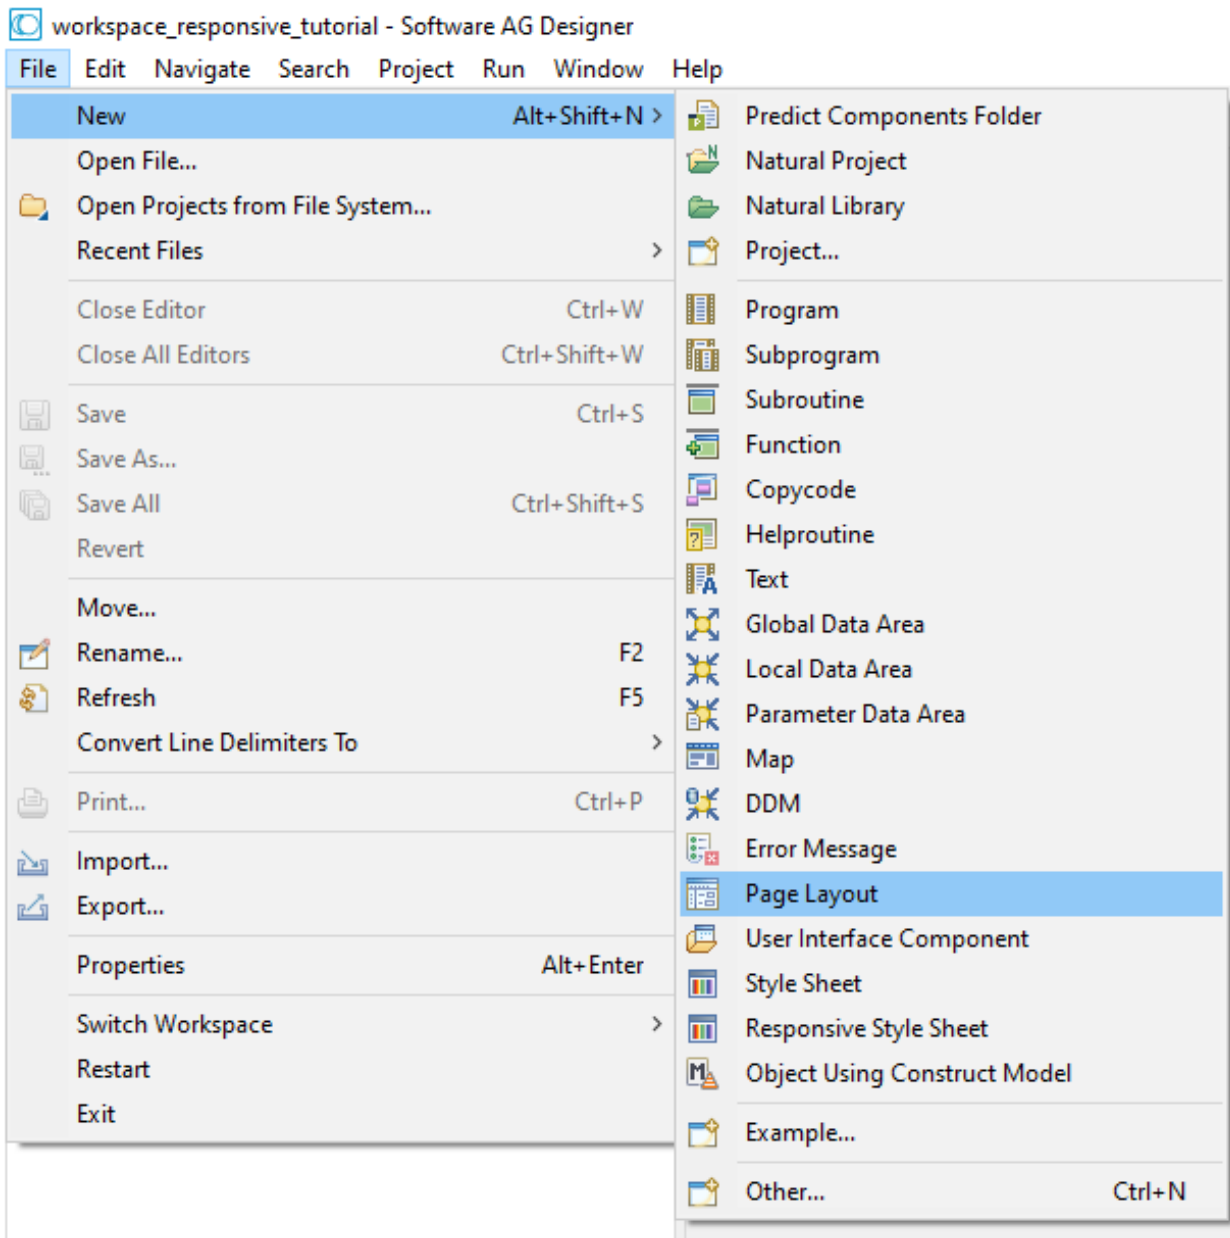 workspace_responsive_tutorial - Software AG Designer
File Edit Navigate Search Project Run Window Help
New Alt+Shift+N >
Open File...
Open Projects from File System...
Recent Files >
Close Editor Ctrl+W
Close All Editors Ctrl+Shift+W
Save Ctrl+S
Save As...
Save All Ctrl+Shift+S
Revert
Move...
Rename... F2
Refresh F5
Convert Line Delimiters To >
Print... Ctrl+P
Import...
Export...
Properties Alt+Enter
Switch Workspace >
Restart
Exit
Predict Components Folder
Natural Project
Natural Library
Project...
Program
Subprogram
Subroutine
Function
Copycode
Helproutine
Text
Global Data Area
Local Data Area
Parameter Data Area
Map
DDM
Error Message
Page Layout
User Interface Component
Style Sheet
Responsive Style Sheet
Object Using Construct Model
Example...
Other... Ctrl+N